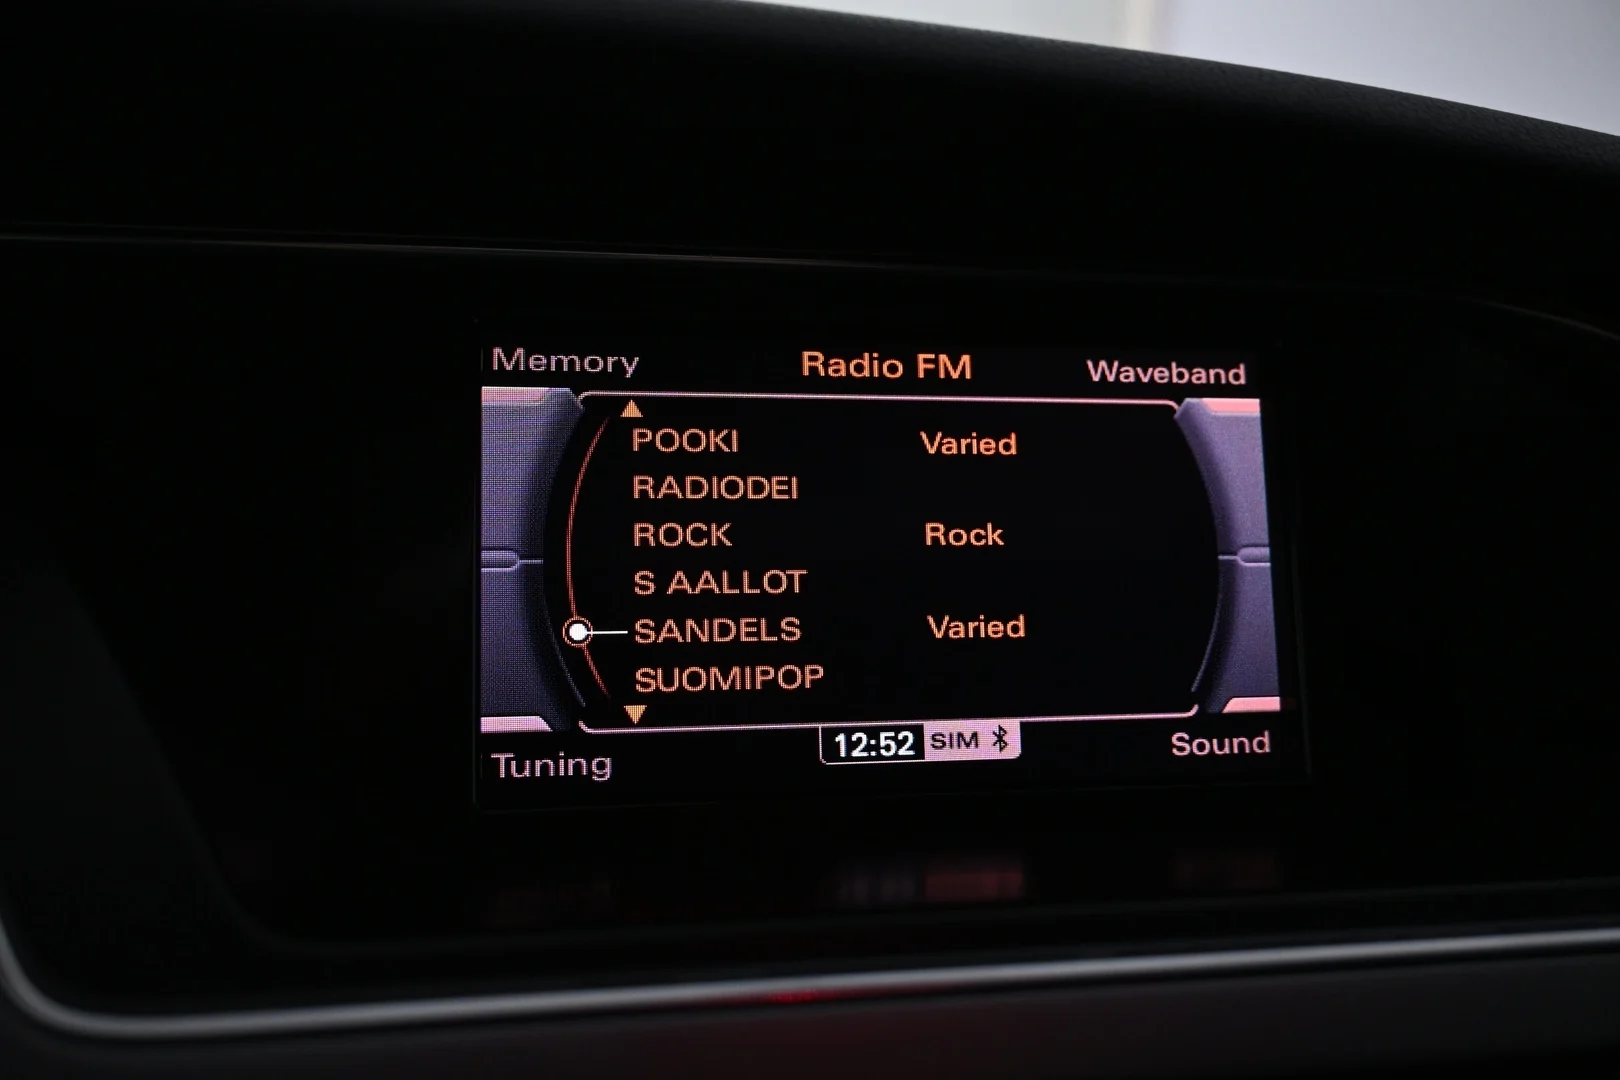 Memory Radio FM Waveband
POOKI Varied
RADIODEI
ROCK Rock
S AALLOT
SANDELS Varied
SUOMIPOP
12:52 SIM
Tuning Sound